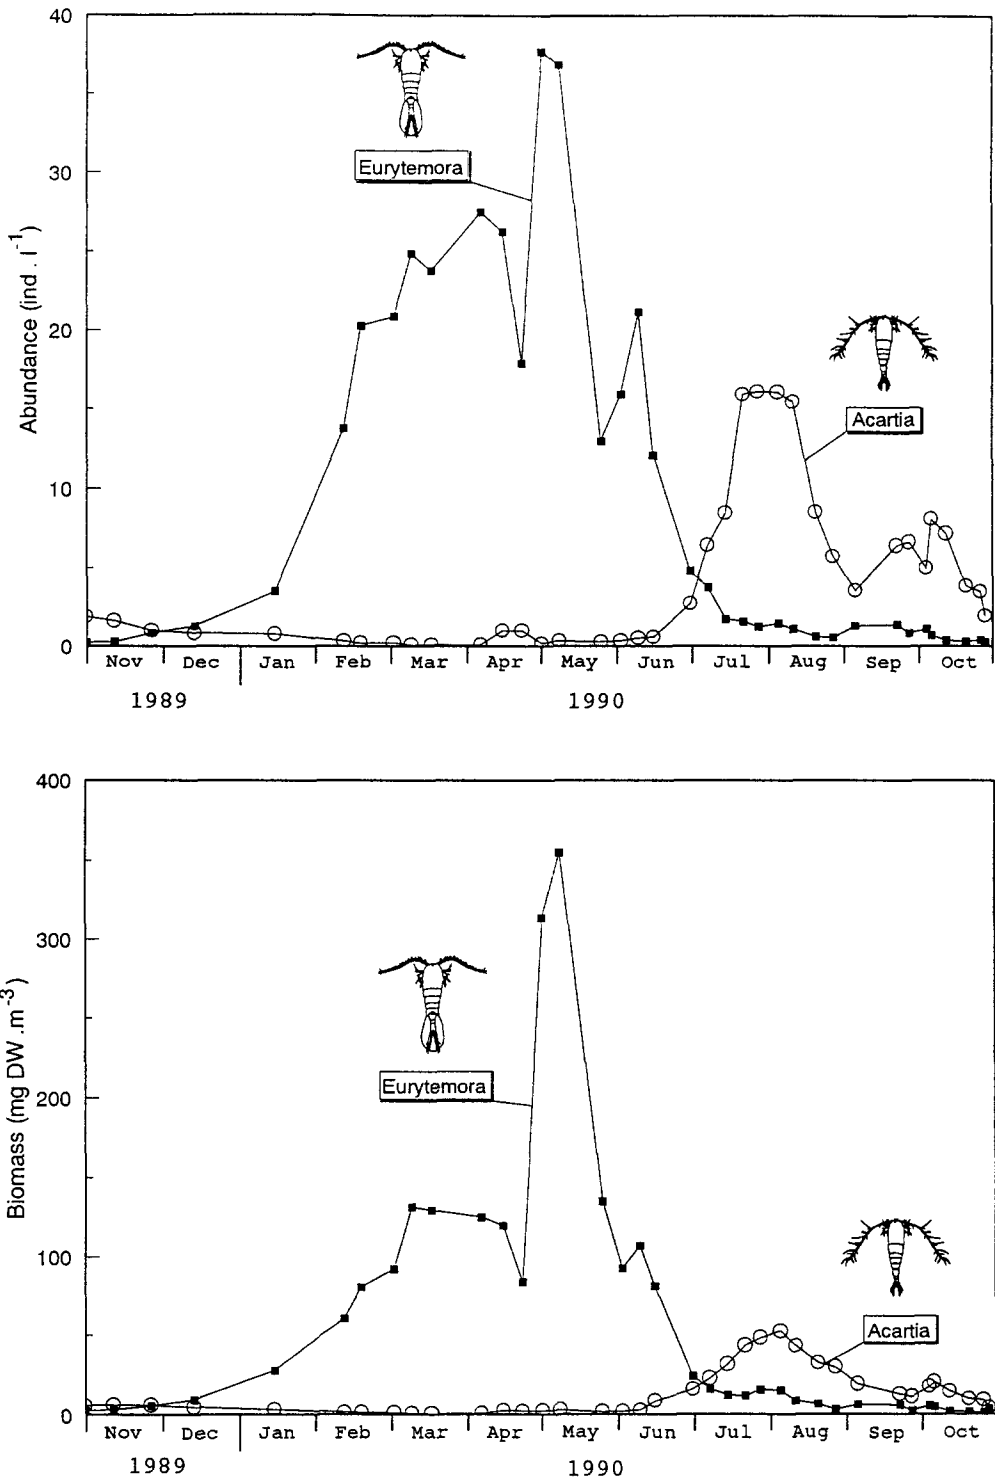 40
30
20
10
0
Abundance (ind . l⁻¹)
Eurytemora
Acartia
Nov Dec Jan Feb Mar Apr May Jun Jul Aug Sep Oct
1989 1990
400
300
200
100
0
Biomass (mg DW .m⁻³)
Eurytemora
Acartia
Nov Dec Jan Feb Mar Apr May Jun Jul Aug Sep Oct
1989 1990